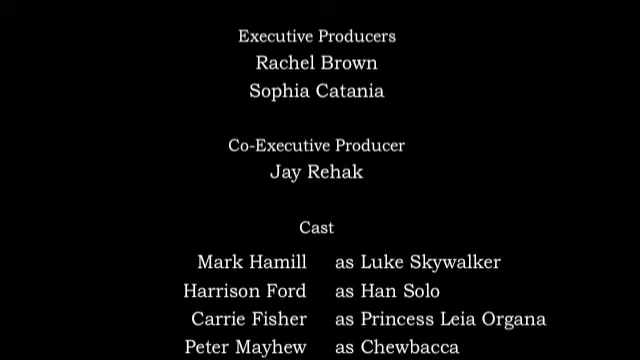 Executive Producers
Rachel Brown
Sophia Catania
Co-Executive Producer
Jay Rehak
Cast
Mark Hamill as Luke Skywalker
Harrison Ford as Han Solo
Carrie Fisher as Princess Leia Organa
Peter Mayhew as Chewbacca